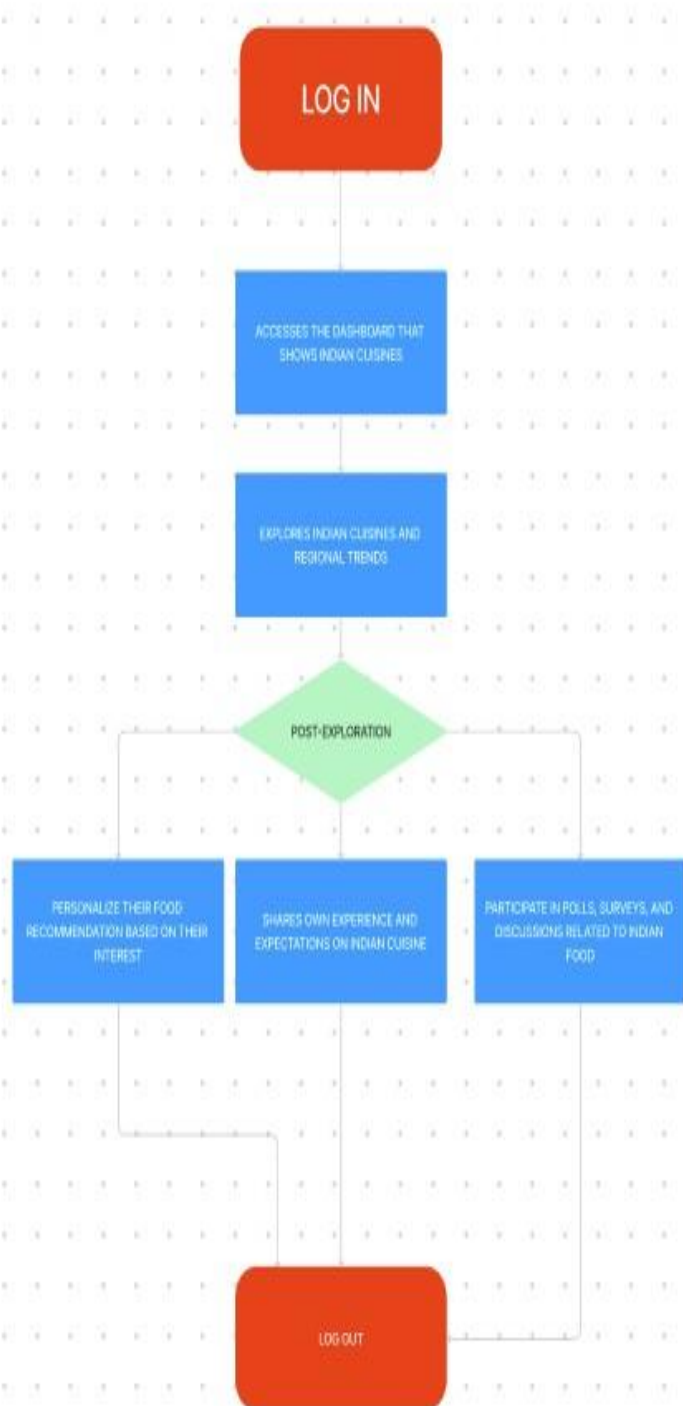 LOG IN
ACCESSES THE DASHBOARD THAT
SHOWS INDIAN CUISINES
EXPLORES INDIAN CUISINES AND
REGIONAL TRENDS
POST-EXPLORATION
PERSONALIZE THEIR FOOD
RECOMMENDATION BASED ON THEIR
INTEREST
SHARES OWN EXPERIENCE AND
EXPECTATIONS ON INDIAN CUISINE
PARTICIPATE IN POLLS, SURVEYS, AND
DISCUSSIONS RELATED TO INDIAN
FOOD
LOG OUT